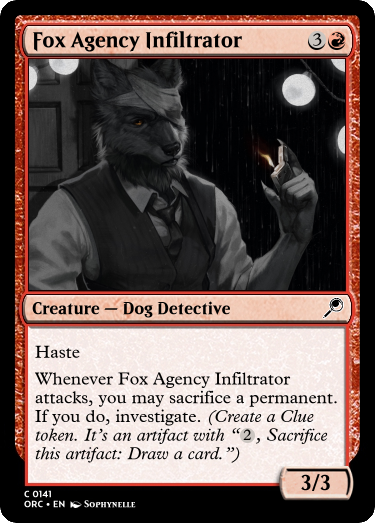 Fox Agency Infiltrator 3
Creature — Dog Detective
Haste
Whenever Fox Agency Infiltrator
attacks, you may sacrifice a permanent.
If you do, investigate. (Create a Clue
token. It's an artifact with “2, Sacrifice
this artifact: Draw a card.”)
3/3
C 0141
ORC • EN Sophynelle